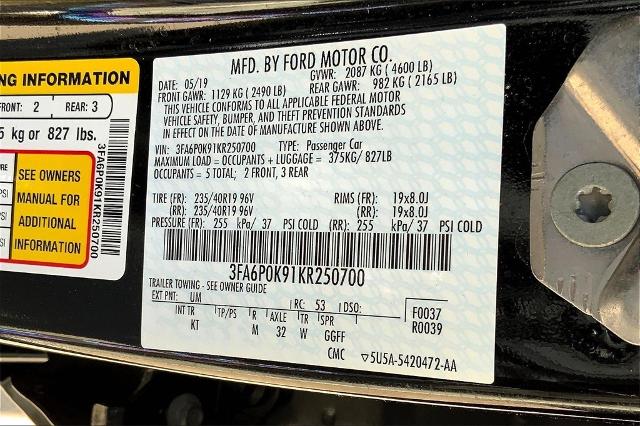 NG INFORMATION
FRONT: 2 REAR: 3
5 kg or 827 lbs.
PSI
PSI
PSI
SEE OWNERS
MANUAL FOR
ADDITIONAL
INFORMATION
3FA6P0K91KR250700
MFD. BY FORD MOTOR CO.
05/19 GVWR: 2087 KG (4600 LB)
FRONT GAWR: 1129 KG (2490 LB) REAR GAWR: 982 KG (2165 LB)
THIS VEHICLE CONFORMS TO ALL APPLICABLE FEDERAL MOTOR
VEHICLE SAFETY, BUMPER, AND THEFT PREVENTION STANDARDS
IN EFFECT ON THE DATE OF MANUFACTURE SHOWN ABOVE.
VIN: 3FA6P0K91KR250700 TYPE: Passenger Car
MAXIMUM LOAD = OCCUPANTS + LUGGAGE = 375KG/ 827LB
OCCUPANTS = 5 TOTAL; 2 FRONT, 3 REAR
TIRE (FR): 235/40R19 96V RIMS (FR): 19x8.0J
(RR): 235/40R19 96V (RR): 19x8.0J
PRESSURE (FR): 255 kPa/ 37 PSI COLD (RR): 255 kPa/ 37 PSI COLD
3FA6P0K91KR250700
TRAILER TOWING - SEE OWNER GUIDE
EXT PNT: UM RC: 53 DSO: F0037
INT TR TP/PS R AXLE TR SPR R0039
KT M 32 W GGFF
CMC ▽5U5A-5420472-AA